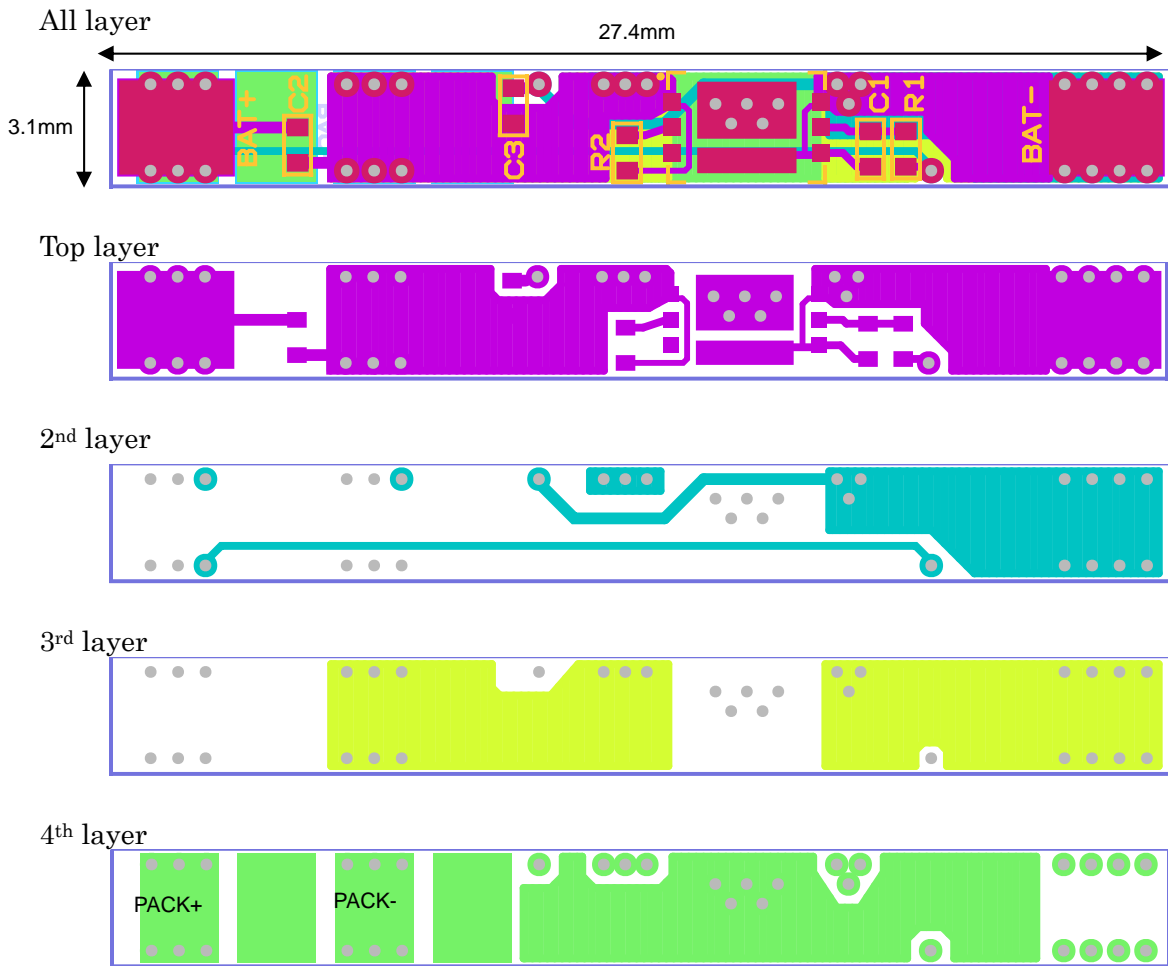 All layer
27.4mm
3.1mm
BAT+
C2
C3
R2
C1
R1
BAT-
Top layer
2nd layer
3rd layer
4th layer
PACK+
PACK-